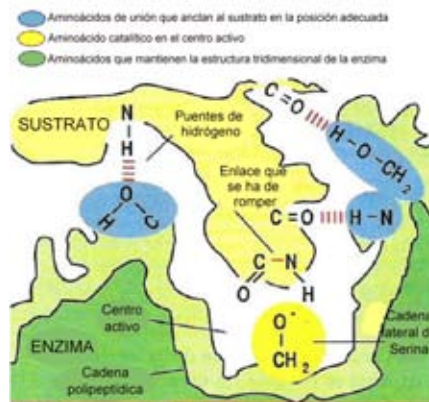 Aminoácidos de unión que anclan al sustrato en la posición adecuada
Aminoácido catalítico en el centro activo
Aminoácidos que mantienen la estructura tridimensional de la enzima
SUSTRATO
N
H
Puentes de
hidrógeno
O
H
C
C=O
H-O-CH2
Enlace que
se ha de
romper
C=O
H-N
C-N
O
H
Centro
activo
O-
CH2
ENZIMA
Cadena
polipeptídica
Cadena
lateral d
Serina